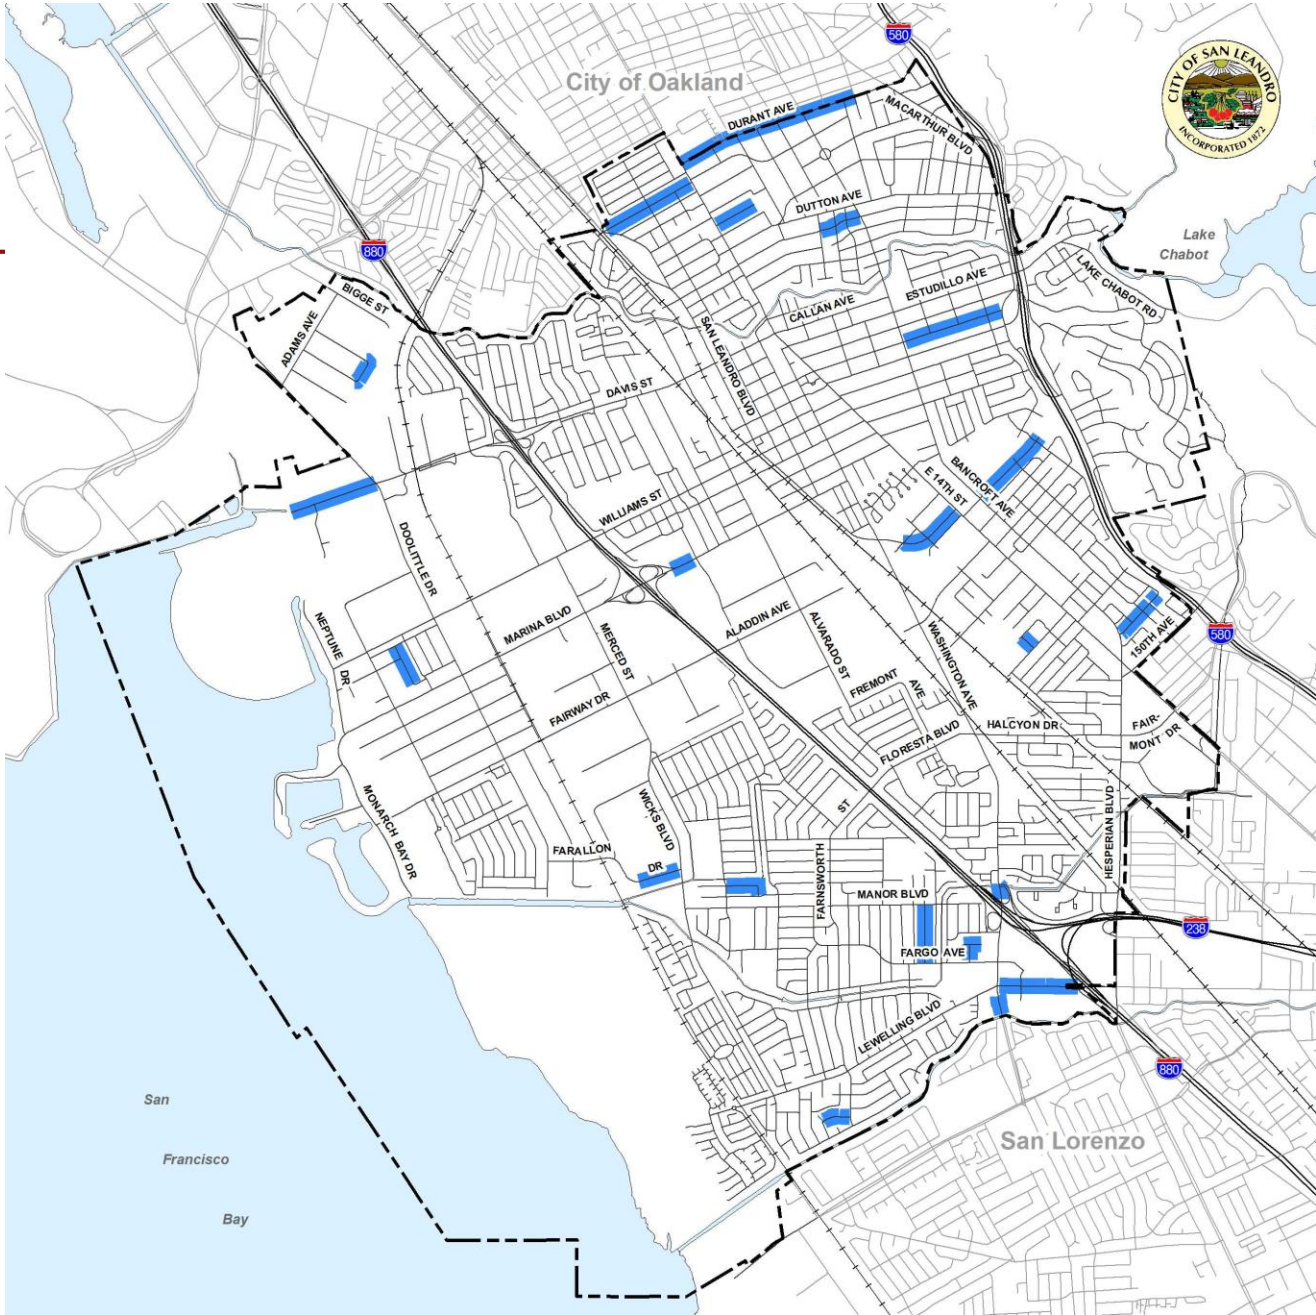 580
City of Oakland
CITY OF SAN LEANDRO
INCORPORATED 1872
DURANT AVE
MACARTHUR BLVD
DUTTON AVE
880
Lake
Chabot
BIGGE ST
ADAMS AVE
LAKE CHABOT RD
ESTUDILLO AVE
CALLAN AVE
SAN LEANDRO BLVD
DAVIS ST
BANCROFT AVE
E 14TH ST
WILLIAMS ST
DOOLITTLE DR
NEPTUNE DR
MARINA BLVD
MERCED ST
ALADDIN AVE
ALVARADO ST
WASHINGTON AVE
150TH AVE
580
FAIRWAY DR
FREMONT
AVE
FLORESTA BLVD
HALCYON DR
FAIR-
MONT DR
MONARCH BAY DR
WICKS BLVD
ST
HESPERIAN BLVD
FARALLON
DR
FARNSWORTH
MANOR BLVD
238
FARGO AVE
LEWELLING BLVD
880
San
Francisco
Bay
San Lorenzo